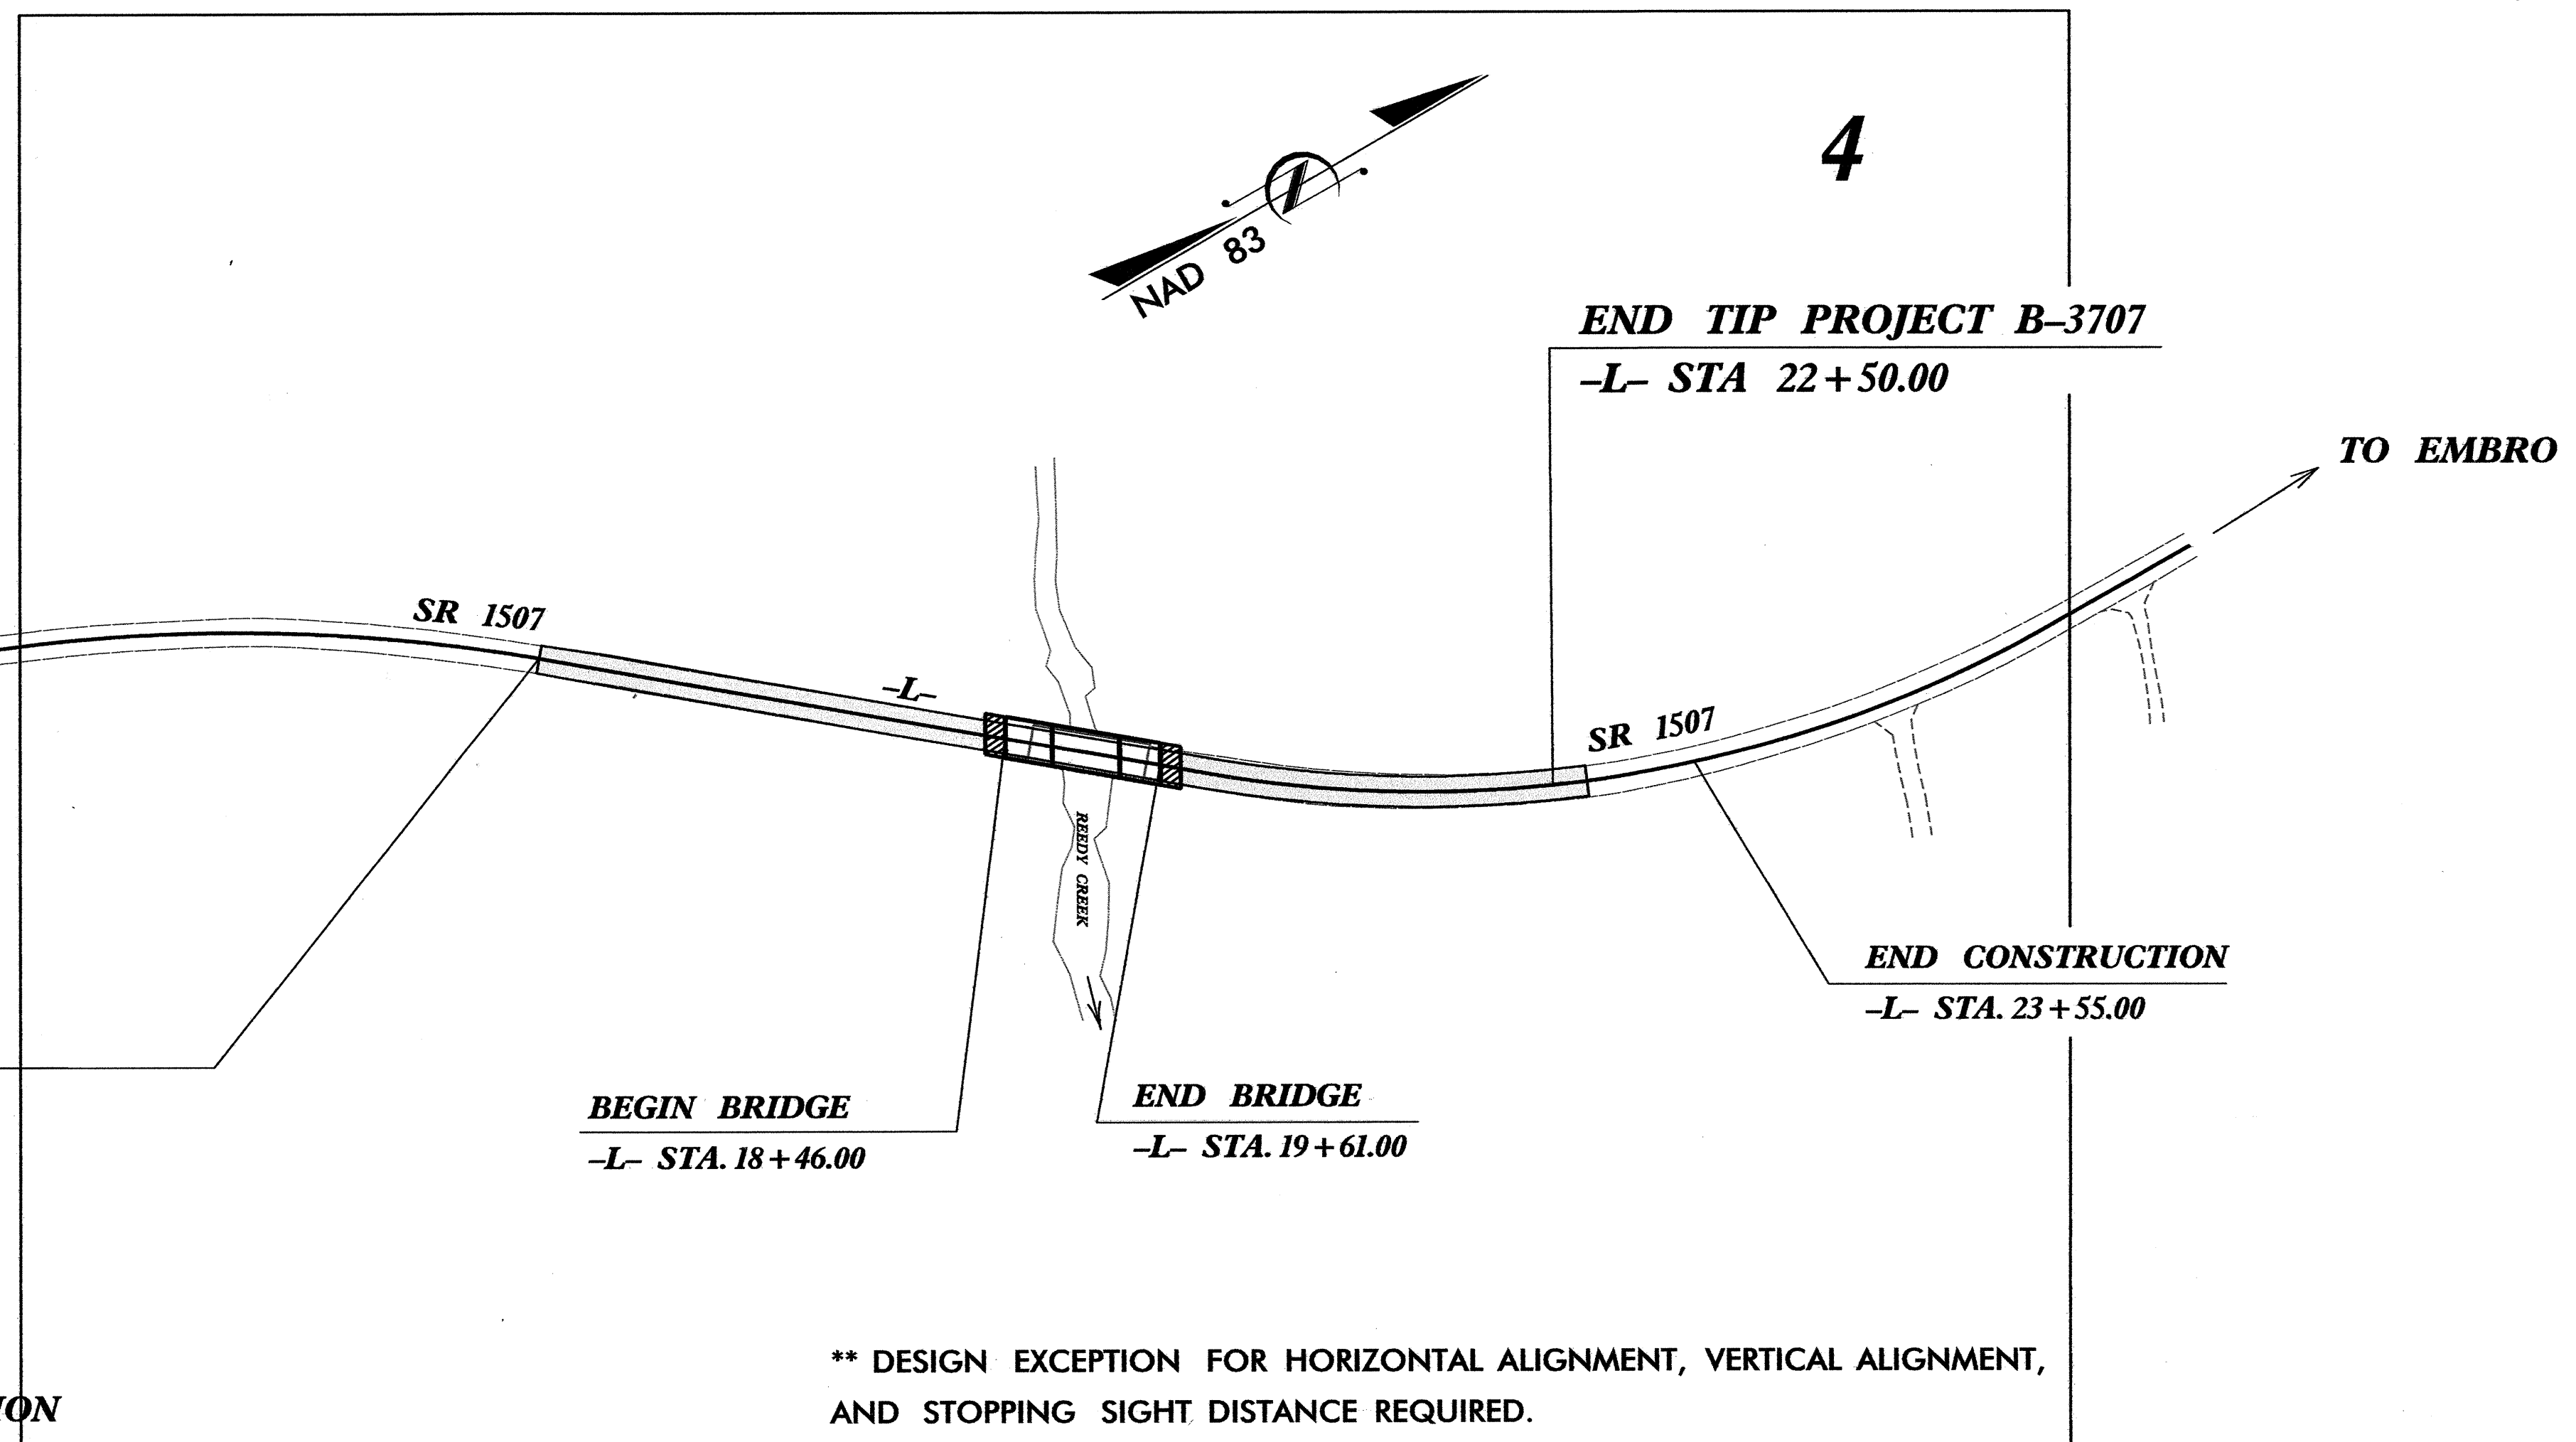 4
NAD 83
END TIP PROJECT B-3707
-L- STA 22+50.00
TO EMBRO
SR 1507
-L-
SR 1507
REEDY CREEK
END CONSTRUCTION
-L- STA. 23+55.00
BEGIN BRIDGE
-L- STA. 18+46.00
END BRIDGE
-L- STA. 19+61.00
** DESIGN EXCEPTION FOR HORIZONTAL ALIGNMENT, VERTICAL ALIGNMENT,
AND STOPPING SIGHT DISTANCE REQUIRED.
ION